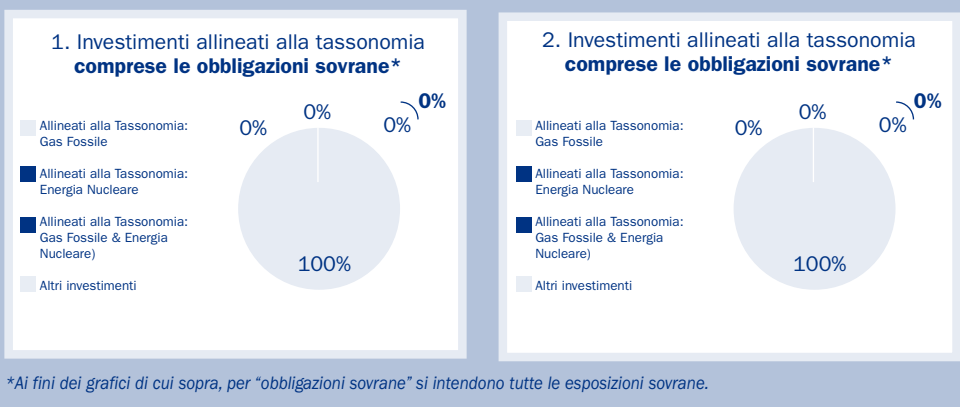 1. Investimenti allineati alla tassonomia
comprese le obbligazioni sovrane*
0%
0%
0%
0%
Allineati alla Tassonomia:
Gas Fossile
Allineati alla Tassonomia:
Energia Nucleare
Allineati alla Tassonomia:
Gas Fossile & Energia
Nucleare)
Altri investimenti
100%
2. Investimenti allineati alla tassonomia
comprese le obbligazioni sovrane*
0%
0%
0%
0%
Allineati alla Tassonomia:
Gas Fossile
Allineati alla Tassonomia:
Energia Nucleare
Allineati alla Tassonomia:
Gas Fossile & Energia
Nucleare)
Altri investimenti
100%
*Ai fini dei grafici di cui sopra, per “obbligazioni sovrane” si intendono tutte le esposizioni sovrane.